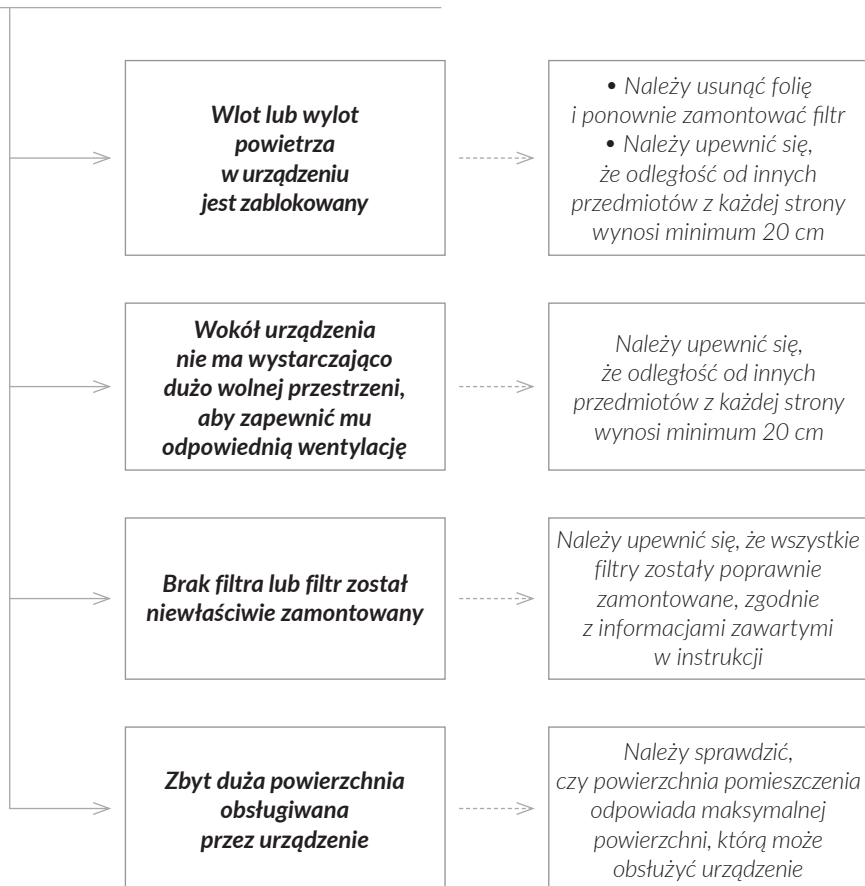 Wlot lub wylot
powietrza
w urządzeniu
jest zablokowany
• Należy usunąć folię
i ponownie zamontować filtr
• Należy upewnić się,
że odległość od innych
przedmiotów z każdej strony
wynosi minimum 20 cm
Wokół urządzenia
nie ma wystarczająco
dużo wolnej przestrzeni,
aby zapewnić mu
odpowiednią wentylację
Należy upewnić się,
że odległość od innych
przedmiotów z każdej strony
wynosi minimum 20 cm
Brak filtra lub filtr został
niewłaściwie zamontowany
Należy upewnić się, że wszystkie
filtry zostały poprawnie
zamontowane, zgodnie
z informacjami zawartymi
w instrukcji
Zbyt duża powierzchnia
obsługiwana
przez urządzenie
Należy sprawdzić,
czy powierzchnia pomieszczenia
odpowiada maksymalnej
powierzchni, którą może
obsłużyć urządzenie